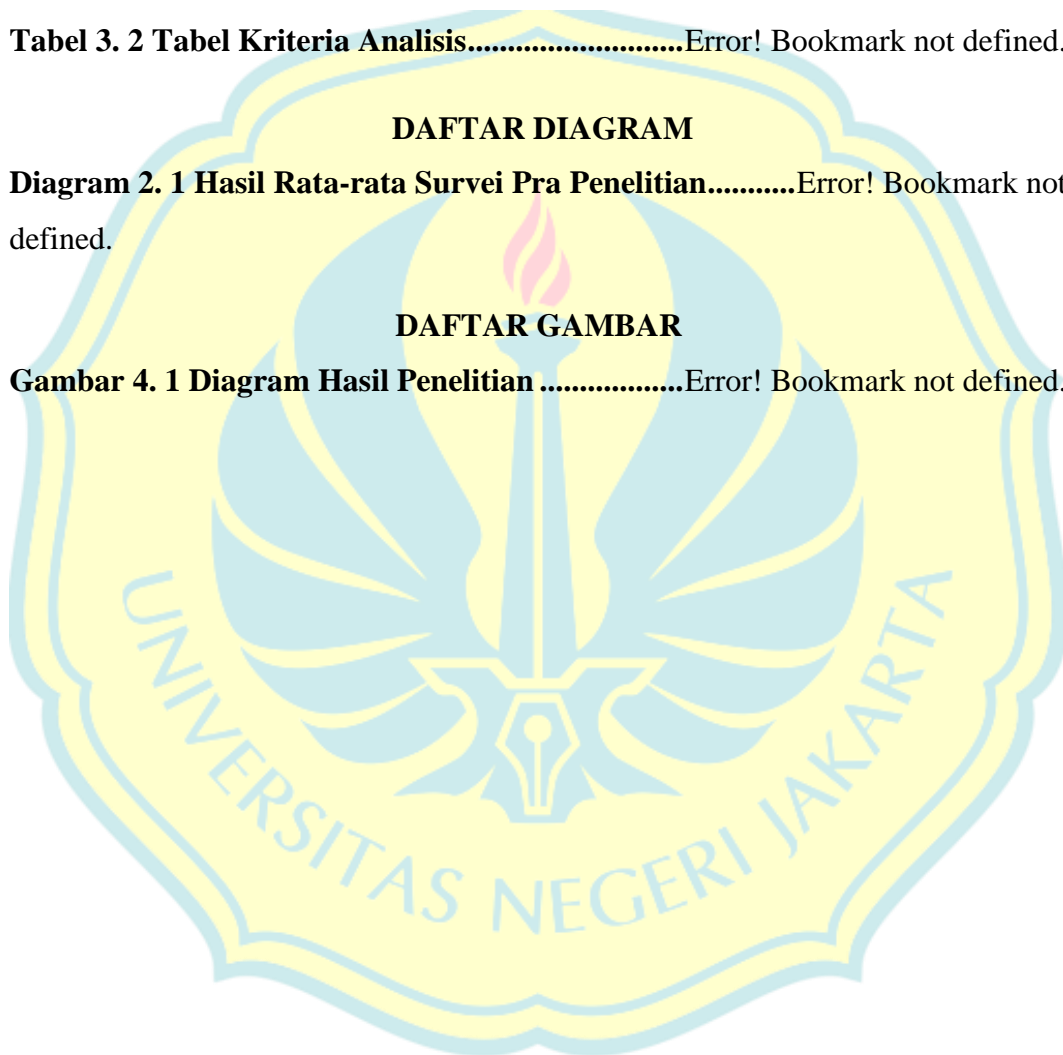 Tabel 3. 2 Tabel Kriteria Analisis...........................Error! Bookmark not defined.
DAFTAR DIAGRAM
Diagram 2. 1 Hasil Rata-rata Survei Pra Penelitian...........Error! Bookmark not
defined.
DAFTAR GAMBAR
Gambar 4. 1 Diagram Hasil Penelitian ..................Error! Bookmark not defined.
UNIVERSITAS NEGERI JAKARTA